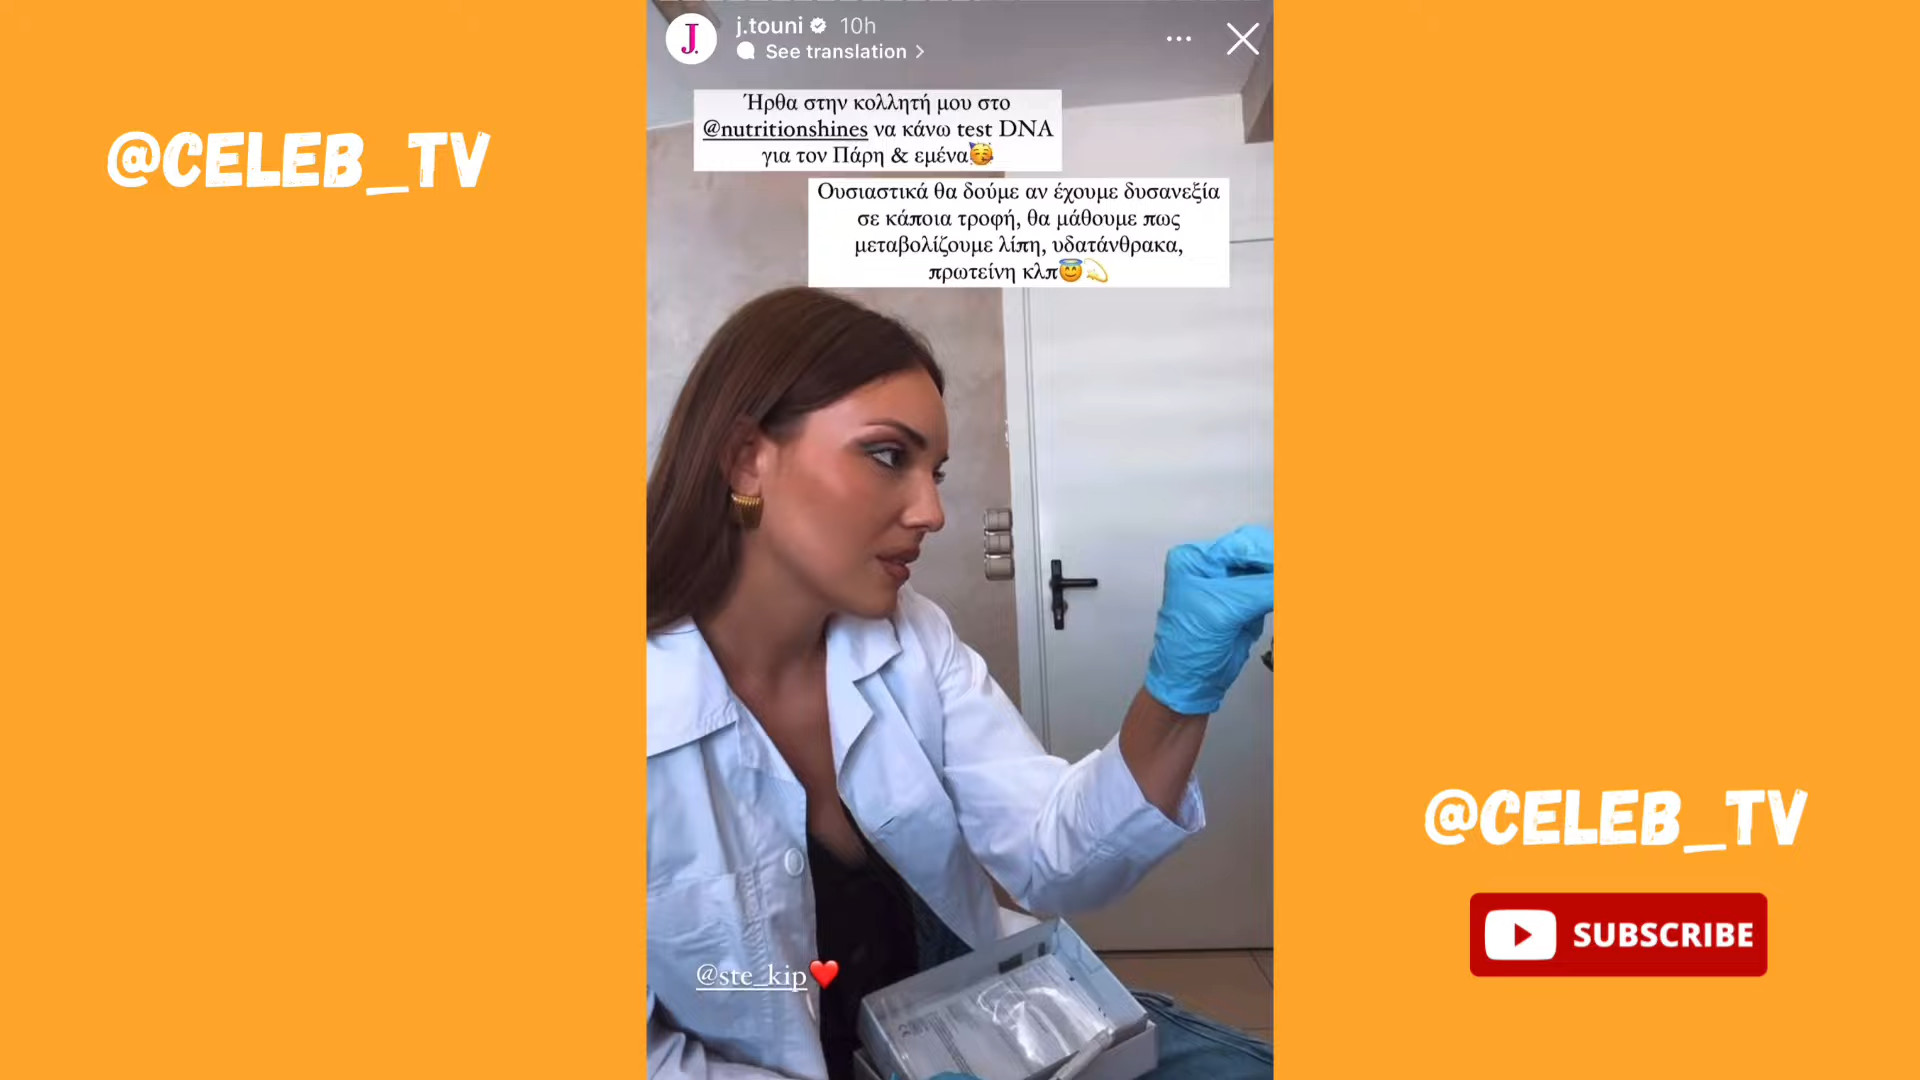 J.
j.touni 10h
See translation
@CELEB_TV
Ήρθα στην κολλητή μου στο
@nutritionshines να κάνω test DNA
για τον Πάρη & εμένα🥳
Ουσιαστικά θα δούμε αν έχουμε δυσανεξία
σε κάποια τροφή, θα μάθουμε πως
μεταβολίζουμε λίπη, υδατάνθρακα,
πρωτείνη κλπ😇💫
@CELEB_TV
SUBSCRIBE
@ste_kip❤️